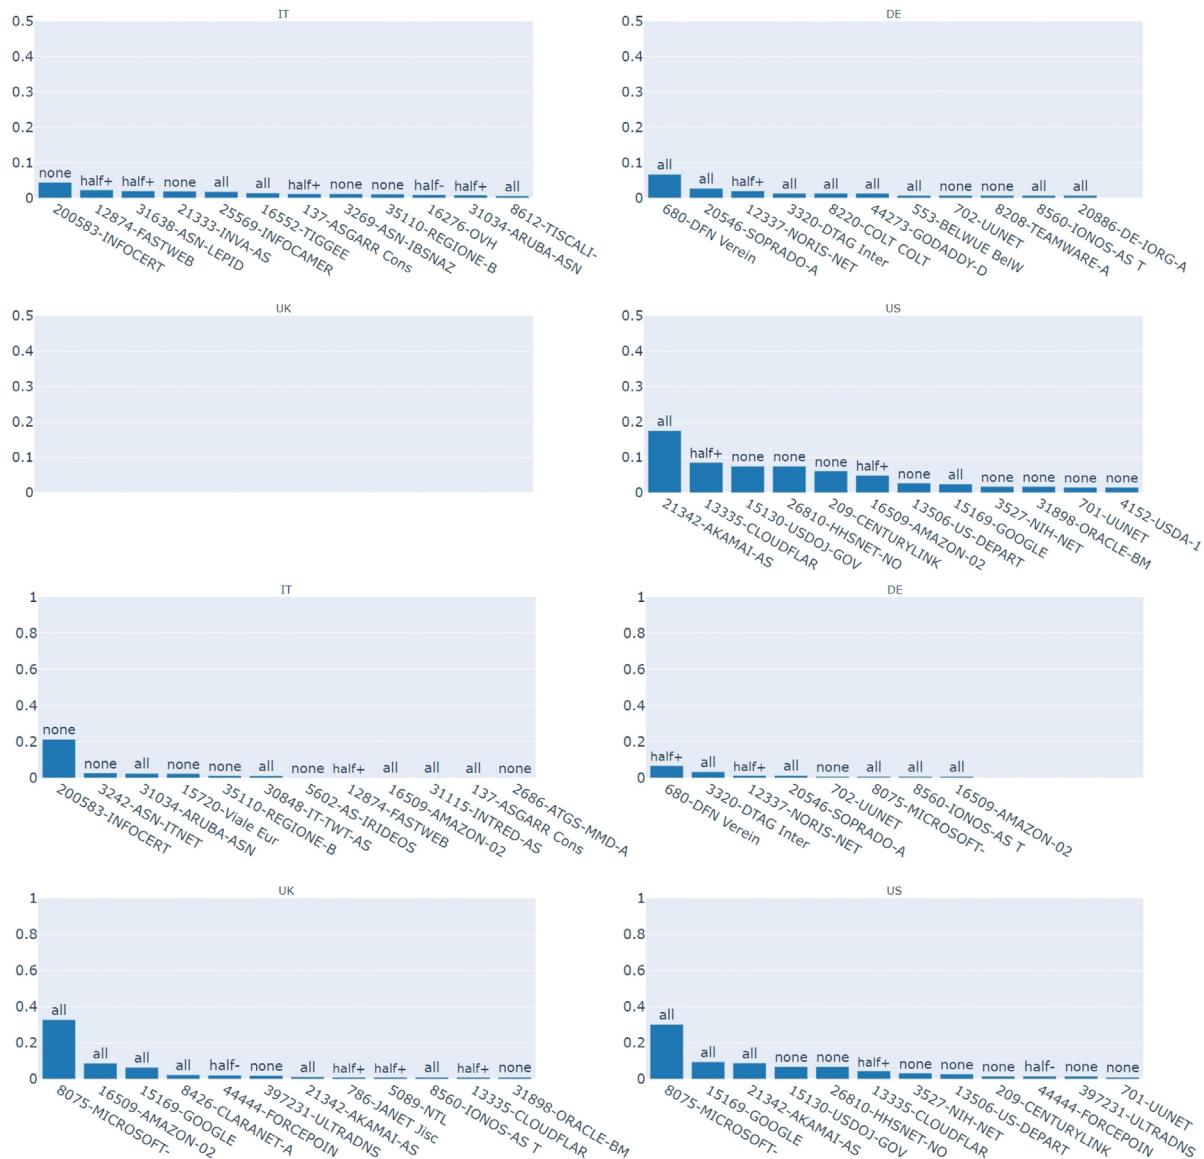 IT
0.5
0.4
0.3
0.2
0.1
0
none half+ half+ none all all half+ none none half- half+ all
200583-INFOCERT
12874-FASTWEB
31638-ASN-LEPID
21333-INVA-AS
25569-INFOCAMER
16552-TIGGEE
137-ASGARR Cons
3269-ASN-IBSNAZ
35110-REGIONE-B
16276-OVH
31034-ARUBA-ASN
8612-TISCALI-
DE
0.5
0.4
0.3
0.2
0.1
0
all all half+ all all all all none none all all
680-DFN Verein
20546-SOPRADO-A
12337-NORIS-NET
3320-DTAG Inter
8220-COLT COLT
44273-GODADDY-D
553-BELWUE BelW
702-UUNET
8208-TEAMWARE-A
8560-IONOS-AS T
20886-DE-IORG-A
UK
0.5
0.4
0.3
0.2
0.1
0
US
0.5
0.4
0.3
0.2
0.1
0
all half+ none none none half+ none all none none none none
21342-AKAMAI-AS
13335-CLOUDFLAR
15130-USDOJ-GOV
26810-HHSNET-NO
209-CENTURYLINK
16509-AMAZON-02
13506-US-DEPART
15169-GOOGLE
3527-NIH-NET
31898-ORACLE-BM
701-UUNET
4152-USDA-1
IT
1
0.8
0.6
0.4
0.2
0
none none all none none all none half+ all all all none
200583-INFOCERT
3242-ASN-ITNET
31034-ARUBA-ASN
15720-Viale Eur
35110-REGIONE-B
30848-IT-TWT-AS
5602-AS-IRIDEOS
12874-FASTWEB
16509-AMAZON-02
31115-INTRED-AS
137-ASGARR Cons
2686-ATGS-MMD-A
DE
1
0.8
0.6
0.4
0.2
0
half+ all half+ all none all all all
680-DFN Verein
3320-DTAG Inter
12337-NORIS-NET
20546-SOPRADO-A
702-UUNET
8075-MICROSOFT-
8560-IONOS-AS T
16509-AMAZON-02
UK
1
0.8
0.6
0.4
0.2
0
all all all all half- none all half+ half+ all half+ none
8075-MICROSOFT-
16509-AMAZON-02
15169-GOOGLE
8426-CLARANET-A
44444-FORCEPOIN
397231-ULTRADNS
21342-AKAMAI-AS
786-JANET Jisc
5089-NTL
8560-IONOS-AS T
13335-CLOUDFLAR
31898-ORACLE-BM
US
1
0.8
0.6
0.4
0.2
0
all all all none none half+ none none none half- none none
8075-MICROSOFT-
15169-GOOGLE
21342-AKAMAI-AS
15130-USDOJ-GOV
26810-HHSNET-NO
13335-CLOUDFLAR
3527-NIH-NET
13506-US-DEPART
209-CENTURYLINK
44444-FORCEPOIN
397231-ULTRADNS
701-UUNET